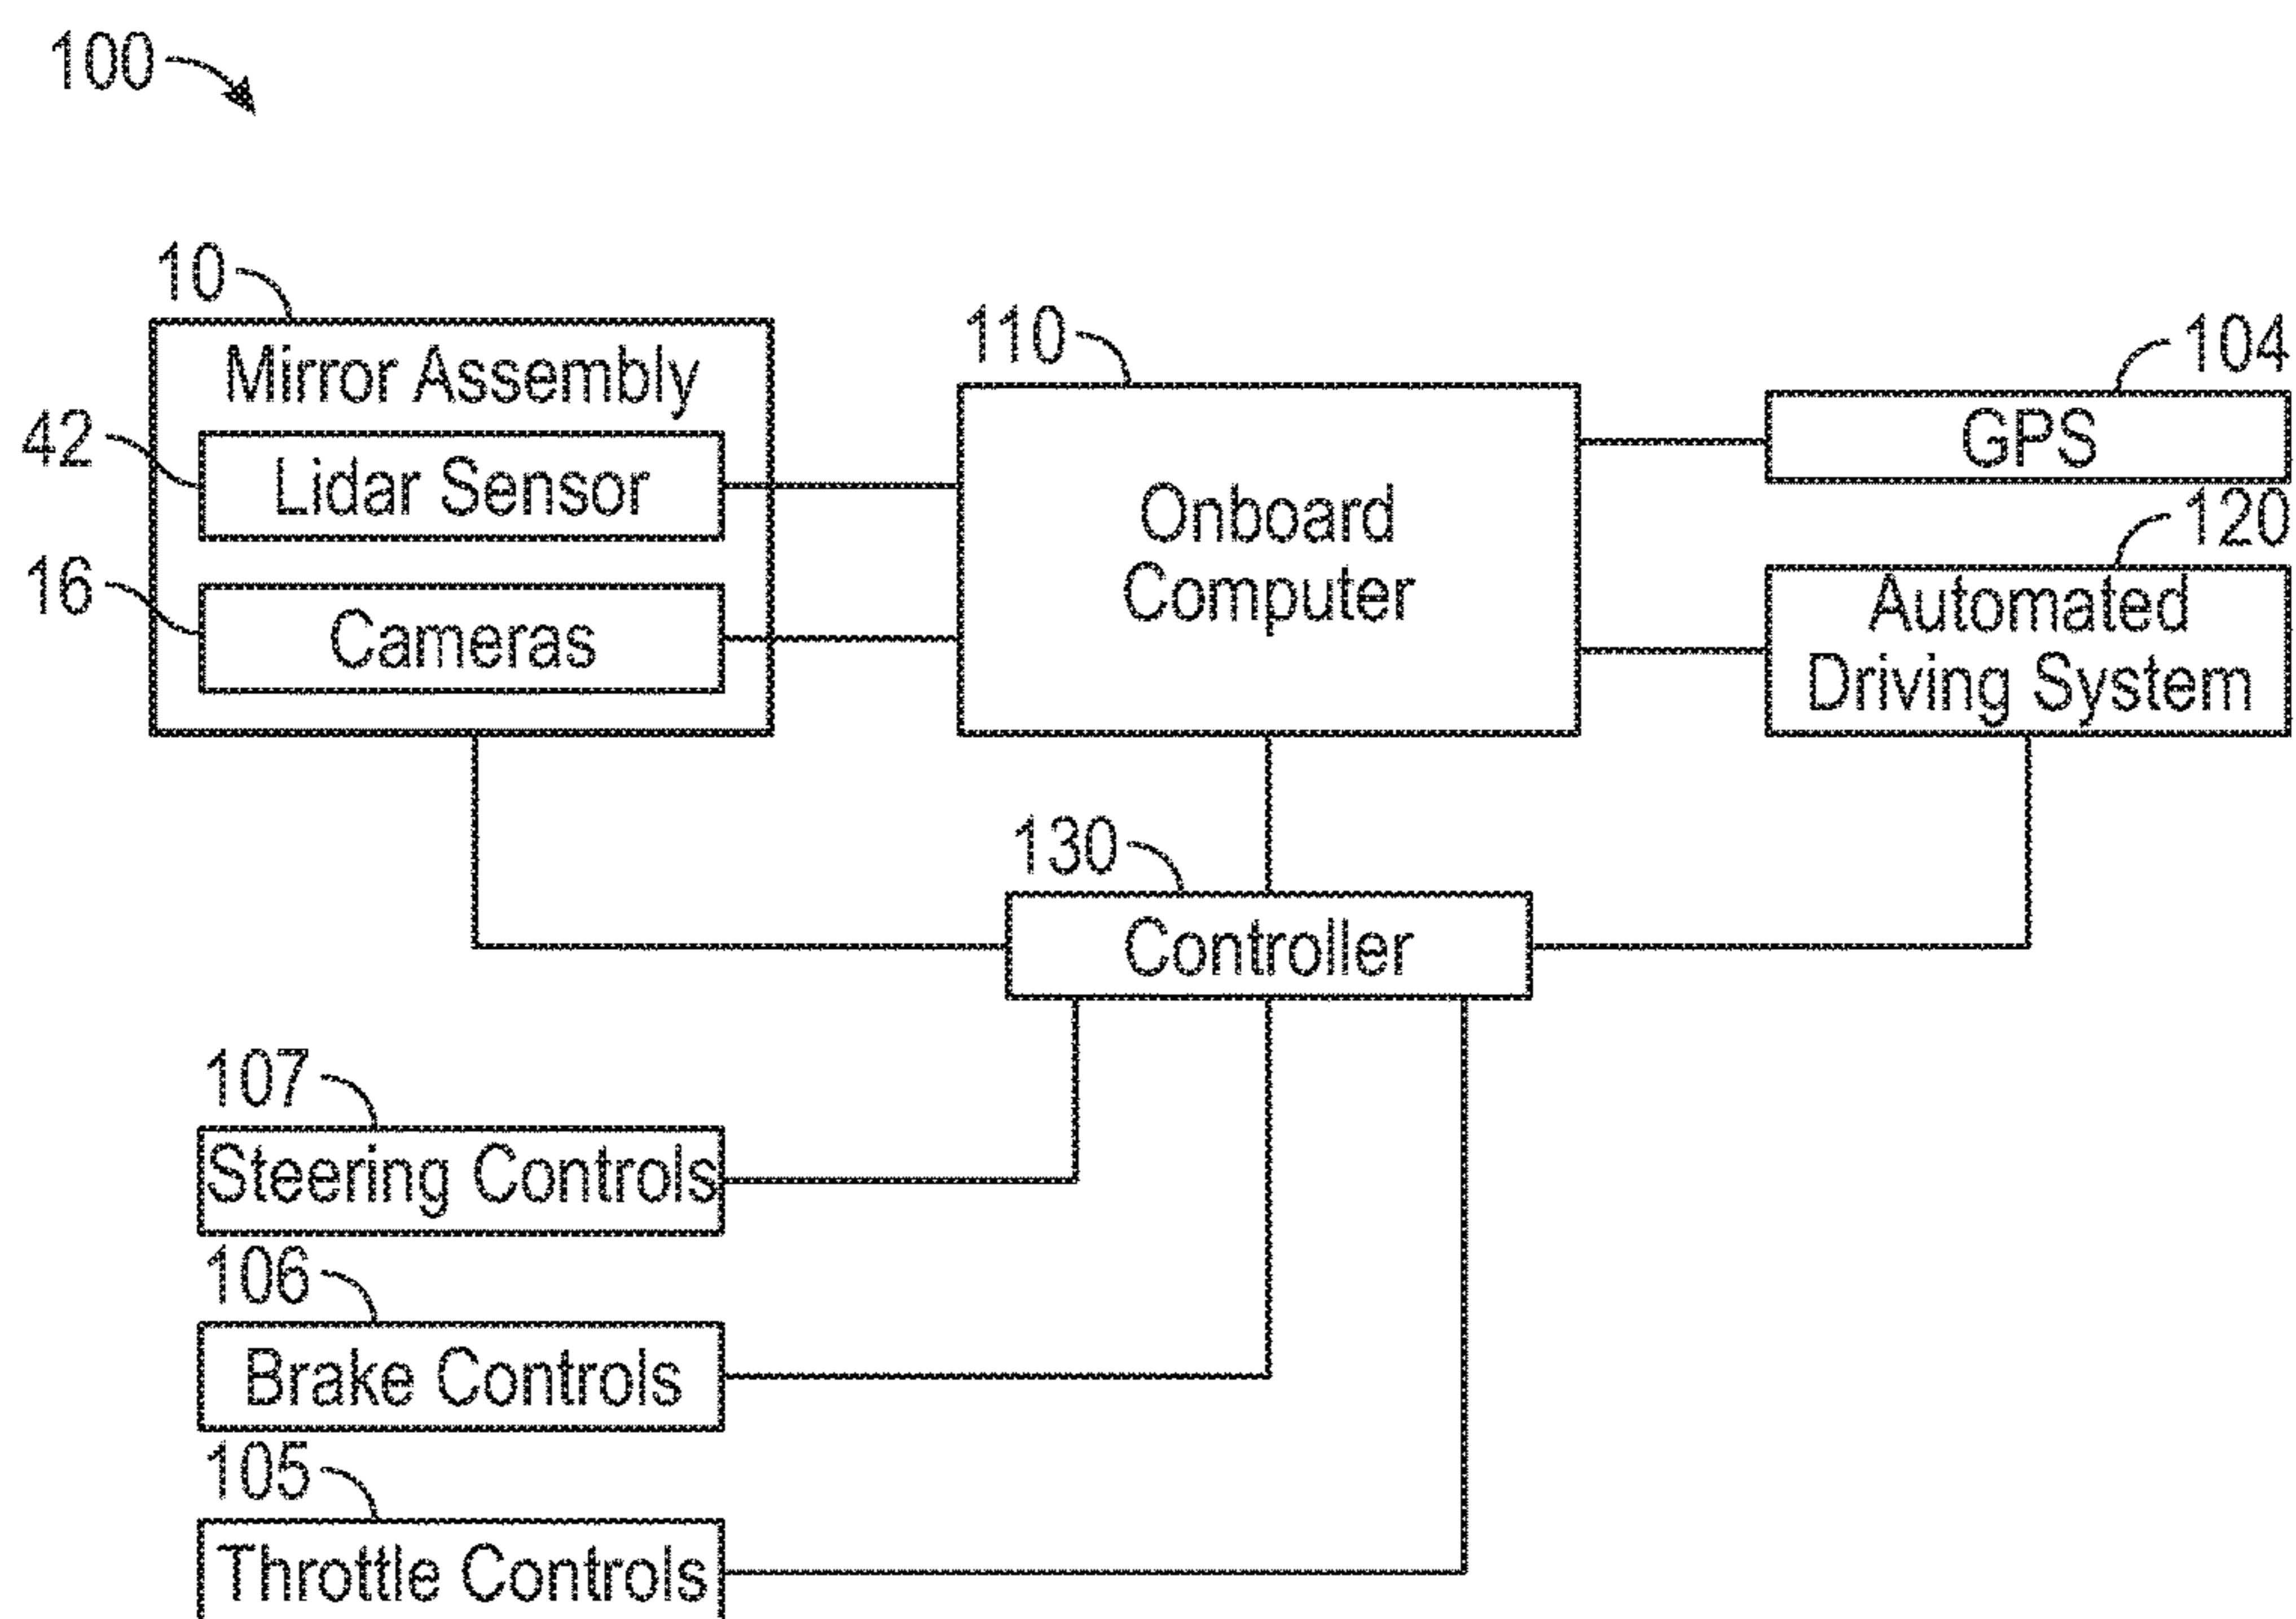 100
10
Mirror Assembly
42
Lidar Sensor
16
Cameras
110
Onboard
Computer
104
GPS
120
Automated
Driving System
130
Controller
107
Steering Controls
106
Brake Controls
105
Throttle Controls